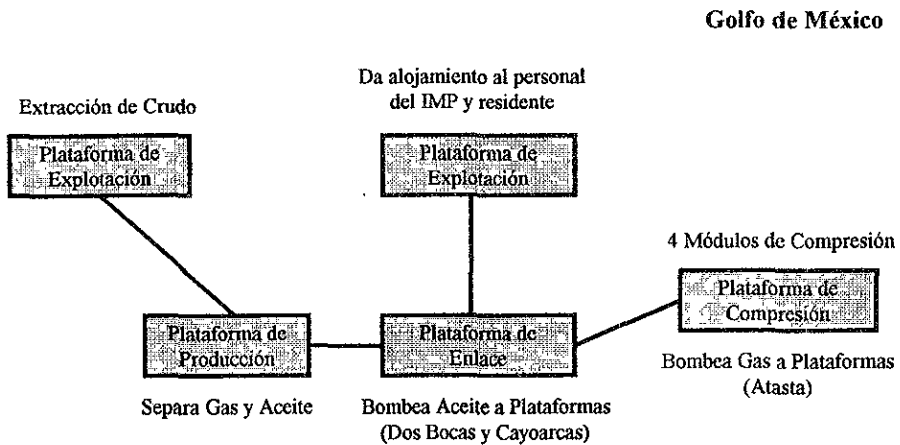 Golfo de México
Da alojamiento al personal
del IMP y residente
Extracción de Crudo
Plataforma de
Explotación
Plataforma de
Explotación
4 Módulos de Compresión
Plataforma de
Compresión
Plataforma de
Producción
Plataforma de
Enlace
Bombea Gas a Plataformas
(Atasta)
Separa Gas y Aceite
Bombea Aceite a Plataformas
(Dos Bocas y Cayoarcas)